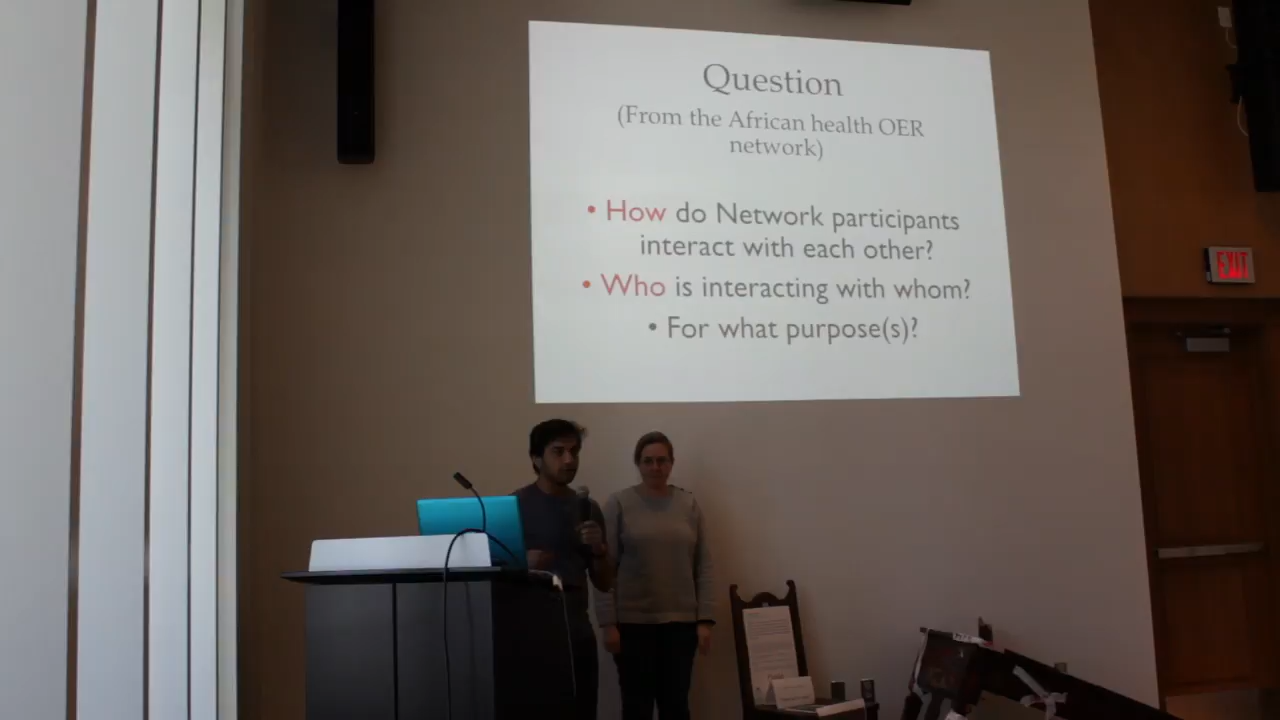 Question
(From the African health OER
network)
• How do Network participants
interact with each other?
• Who is interacting with whom?
• For what purpose(s)?
EXIT